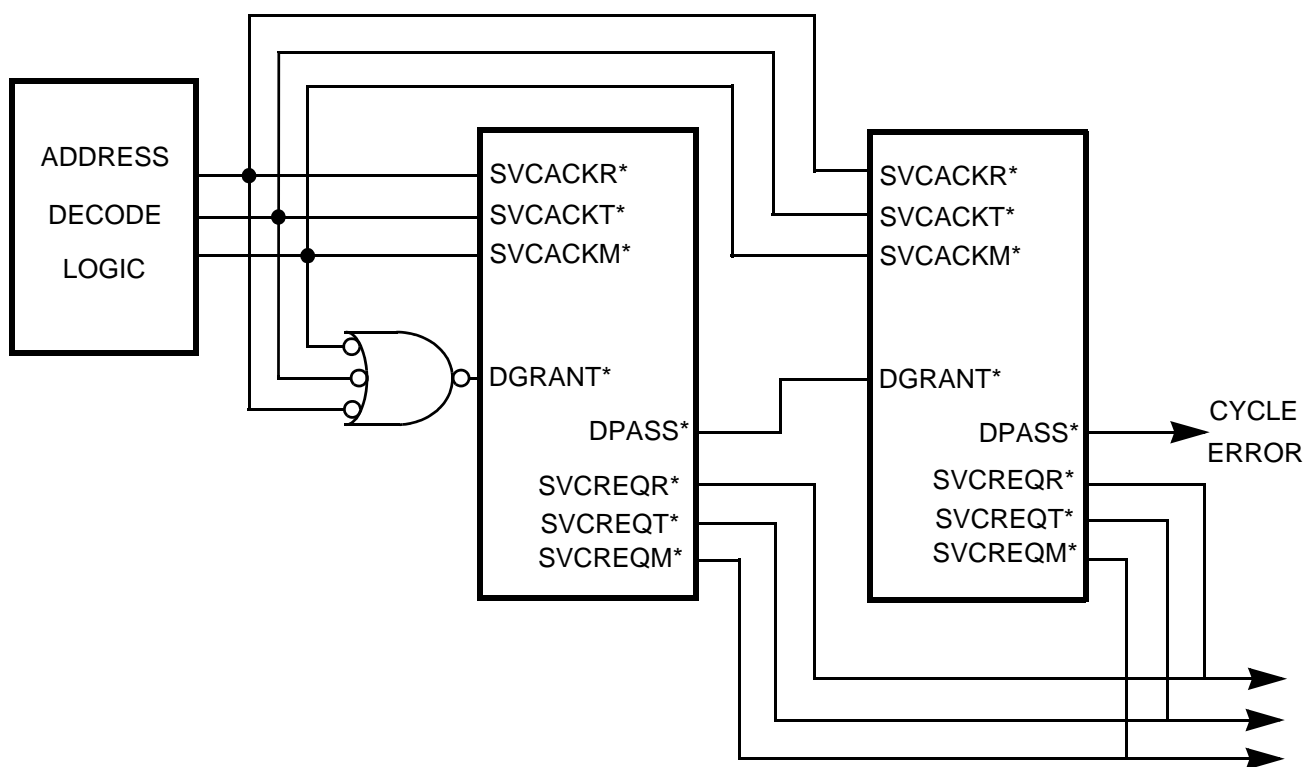 ADDRESS
DECODE
LOGIC
SVCACKR*
SVCACKT*
SVCACKM*
DGRANT*
DPASS*
SVCREQR*
SVCREQT*
SVCREQM*
SVCACKR*
SVCACKT*
SVCACKM*
DGRANT*
DPASS*
SVCREQR*
SVCREQT*
SVCREQM*
CYCLE
ERROR